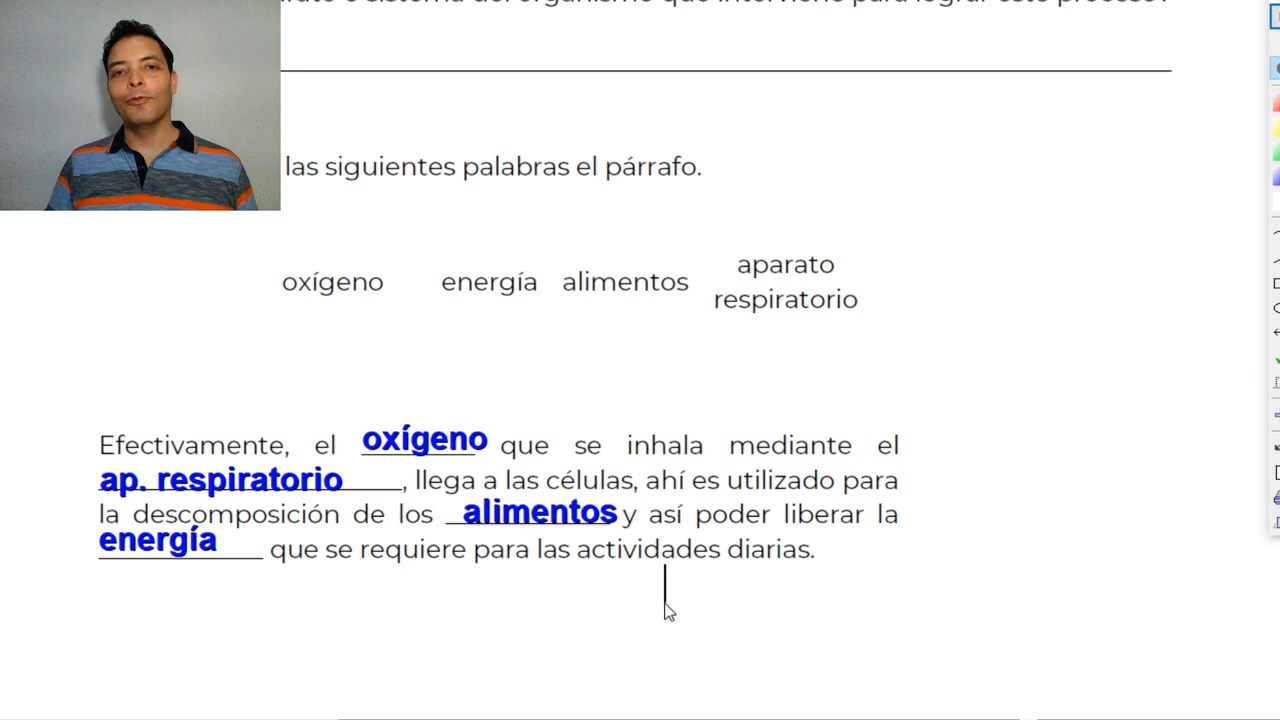 las siguientes palabras el párrafo.
oxígeno energía alimentos aparato respiratorio
Efectivamente, el oxígeno que se inhala mediante el
ap. respiratorio, llega a las células, ahí es utilizado para
la descomposición de los alimentos y así poder liberar la
energía que se requiere para las actividades diarias.